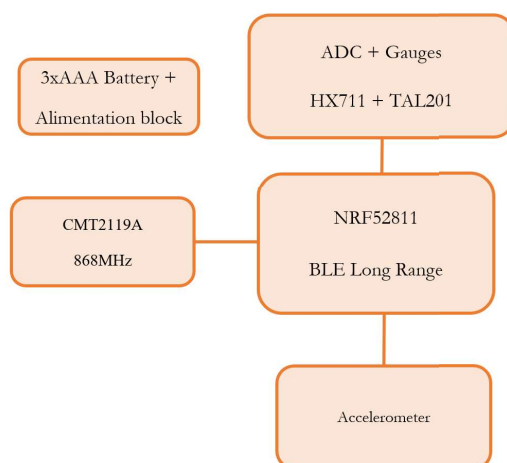 ADC + Gauges
HX711 + TAL201
3xAAA Battery +
Alimentation block
NRF52811
BLE Long Range
CMT2119A
868MHz
Accelerometer